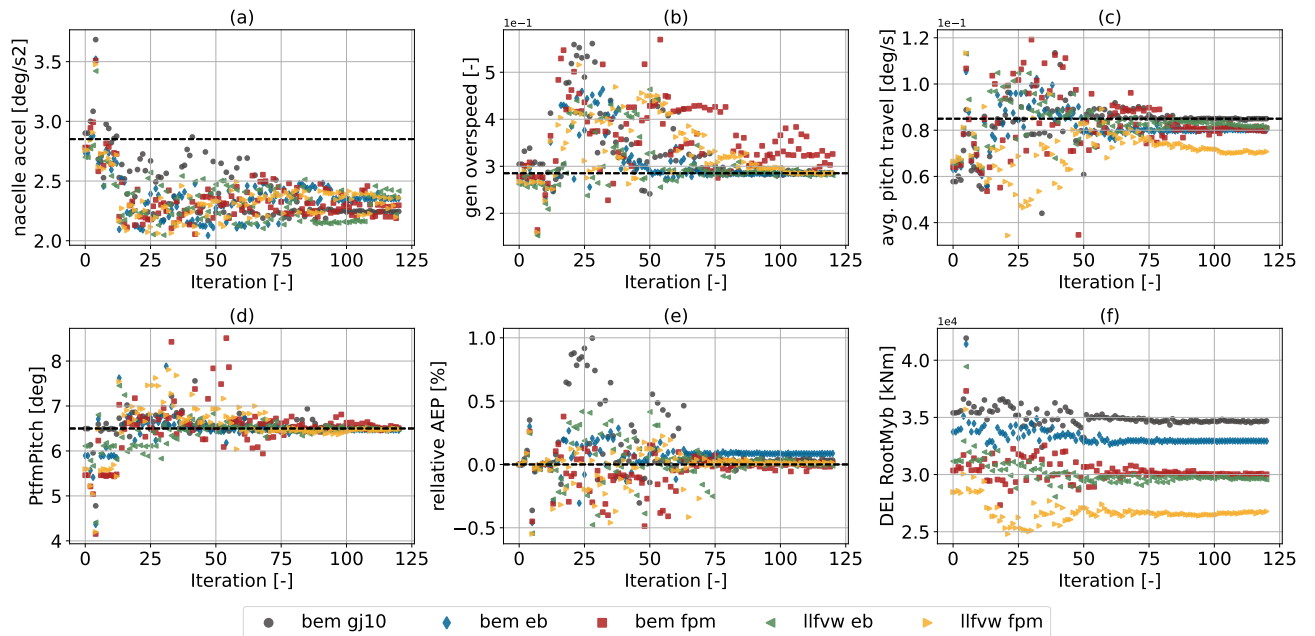 (a)
nacelle accel [deg/s2]
3.5
3.0
2.5
2.0
0 25 50 75 100 125
Iteration [-]
(b)
1e−1
gen overspeed [-]
5
4
3
2
0 25 50 75 100 125
Iteration [-]
(c)
1e−1
avg. pitch travel [deg/s]
1.2
1.0
0.8
0.6
0.4
0 25 50 75 100 125
Iteration [-]
(d)
PtfmPitch [deg]
8
7
6
5
4
0 25 50 75 100 125
Iteration [-]
(e)
rellative AEP [%]
1.0
0.5
0.0
−0.5
0 25 50 75 100 125
Iteration [-]
(f)
1e4
DEL RootMyb [kNm]
4.0
3.5
3.0
2.5
0 25 50 75 100 125
Iteration [-]
bem gj10 bem eb bem fpm llfvw eb llfvw fpm